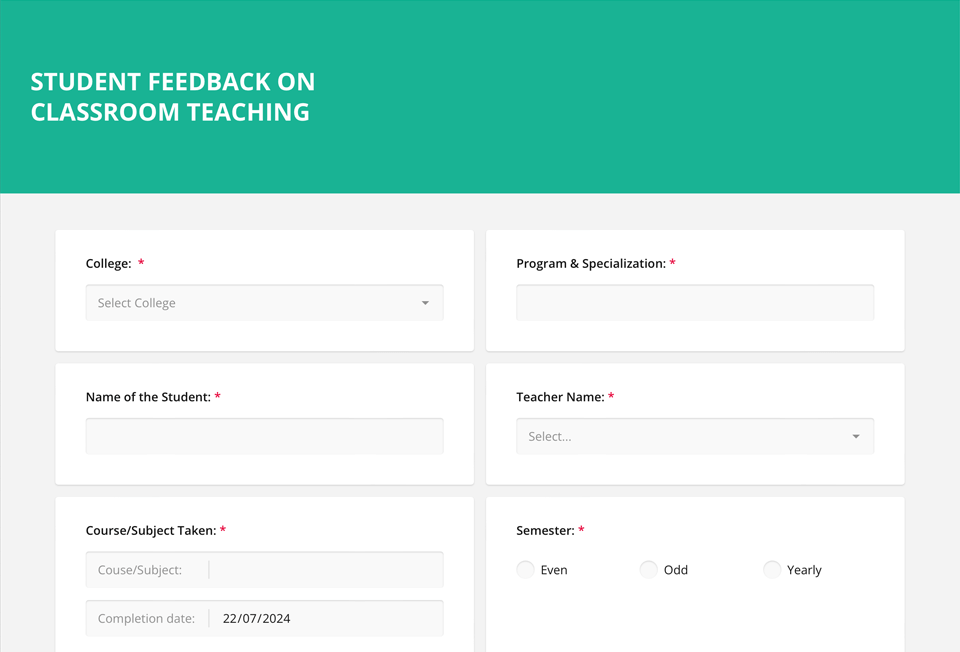 STUDENT FEEDBACK ON
CLASSROOM TEACHING
College: *
Select College
Program & Specialization: *
Name of the Student: *
Teacher Name: *
Select...
Course/Subject Taken: *
Couse/Subject:
Completion date: 22/07/2024
Semester: *
Even Odd Yearly